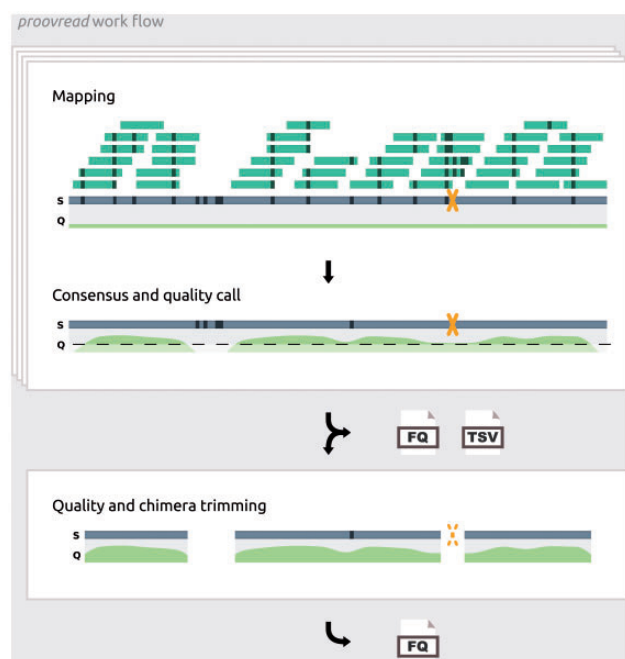 proovread work flow
Mapping
S
Q
Consensus and quality call
S
Q
FQ TSV
Quality and chimera trimming
S
Q
FQ